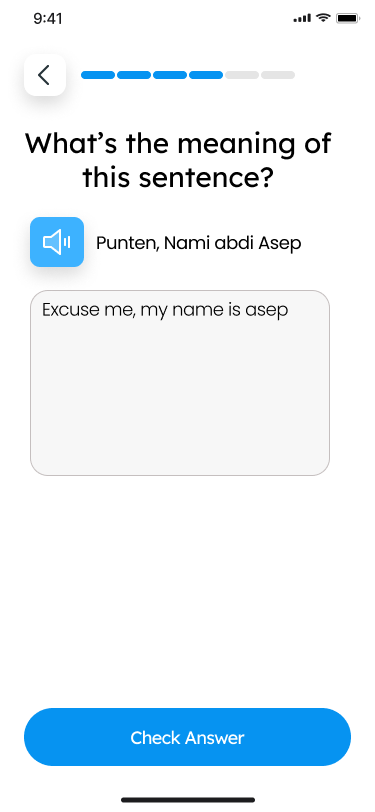 9:41
What’s the meaning of
this sentence?
Punten, Nami abdi Asep
Excuse me, my name is asep
Check Answer